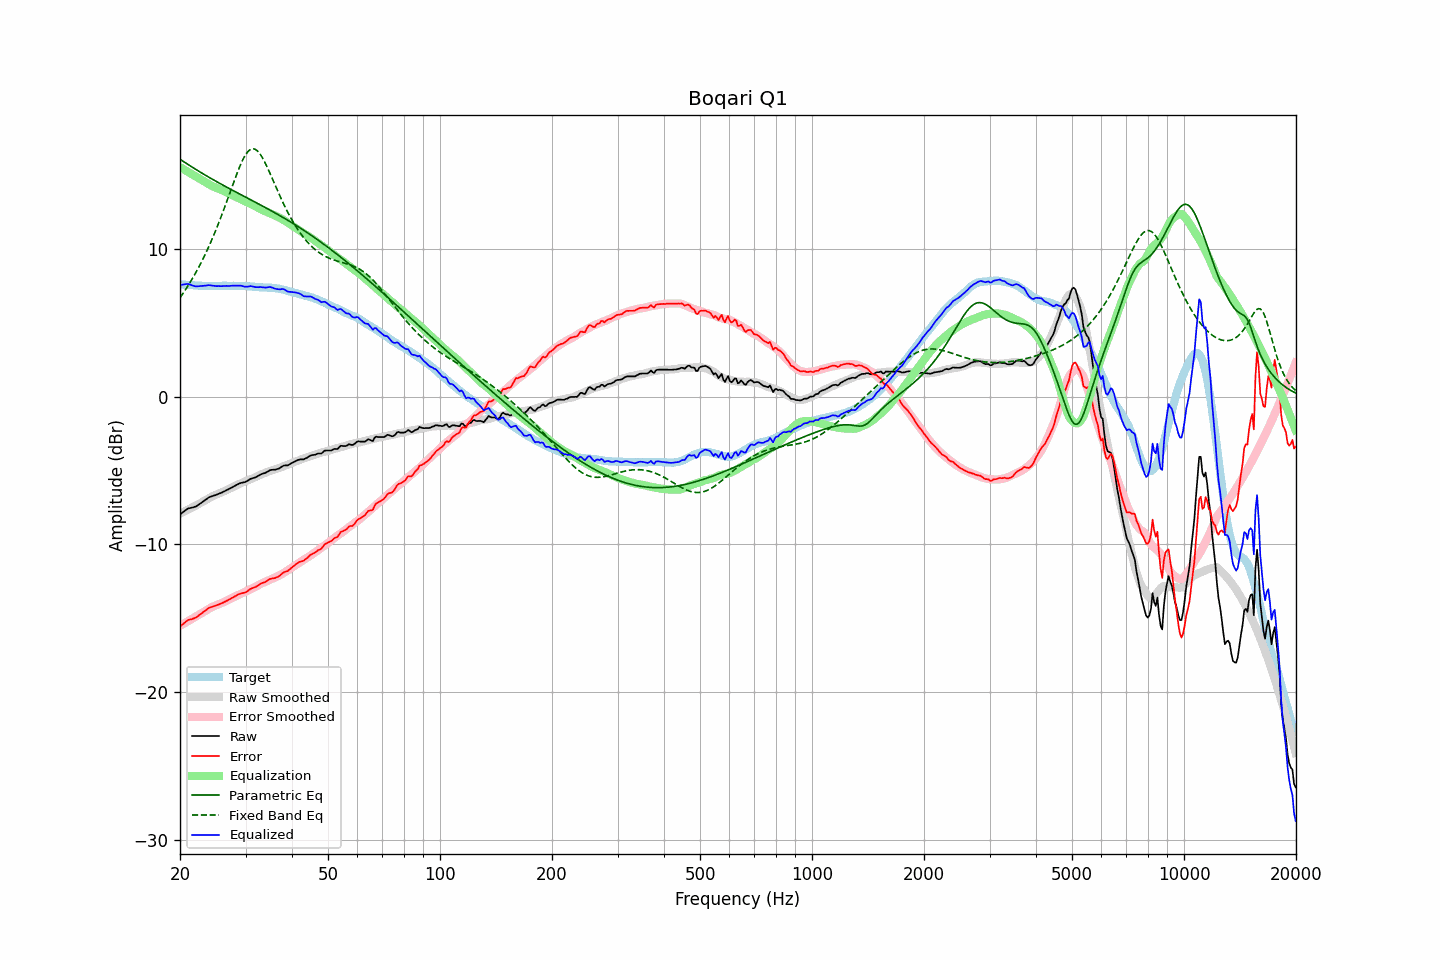 Boqari Q1
Amplitude (dBr)
10
0
−10
−20
−30
Target
Raw Smoothed
Error Smoothed
Raw
Error
Equalization
Parametric Eq
Fixed Band Eq
Equalized
20 50 100 200 500 1000 2000 5000 10000 20000
Frequency (Hz)